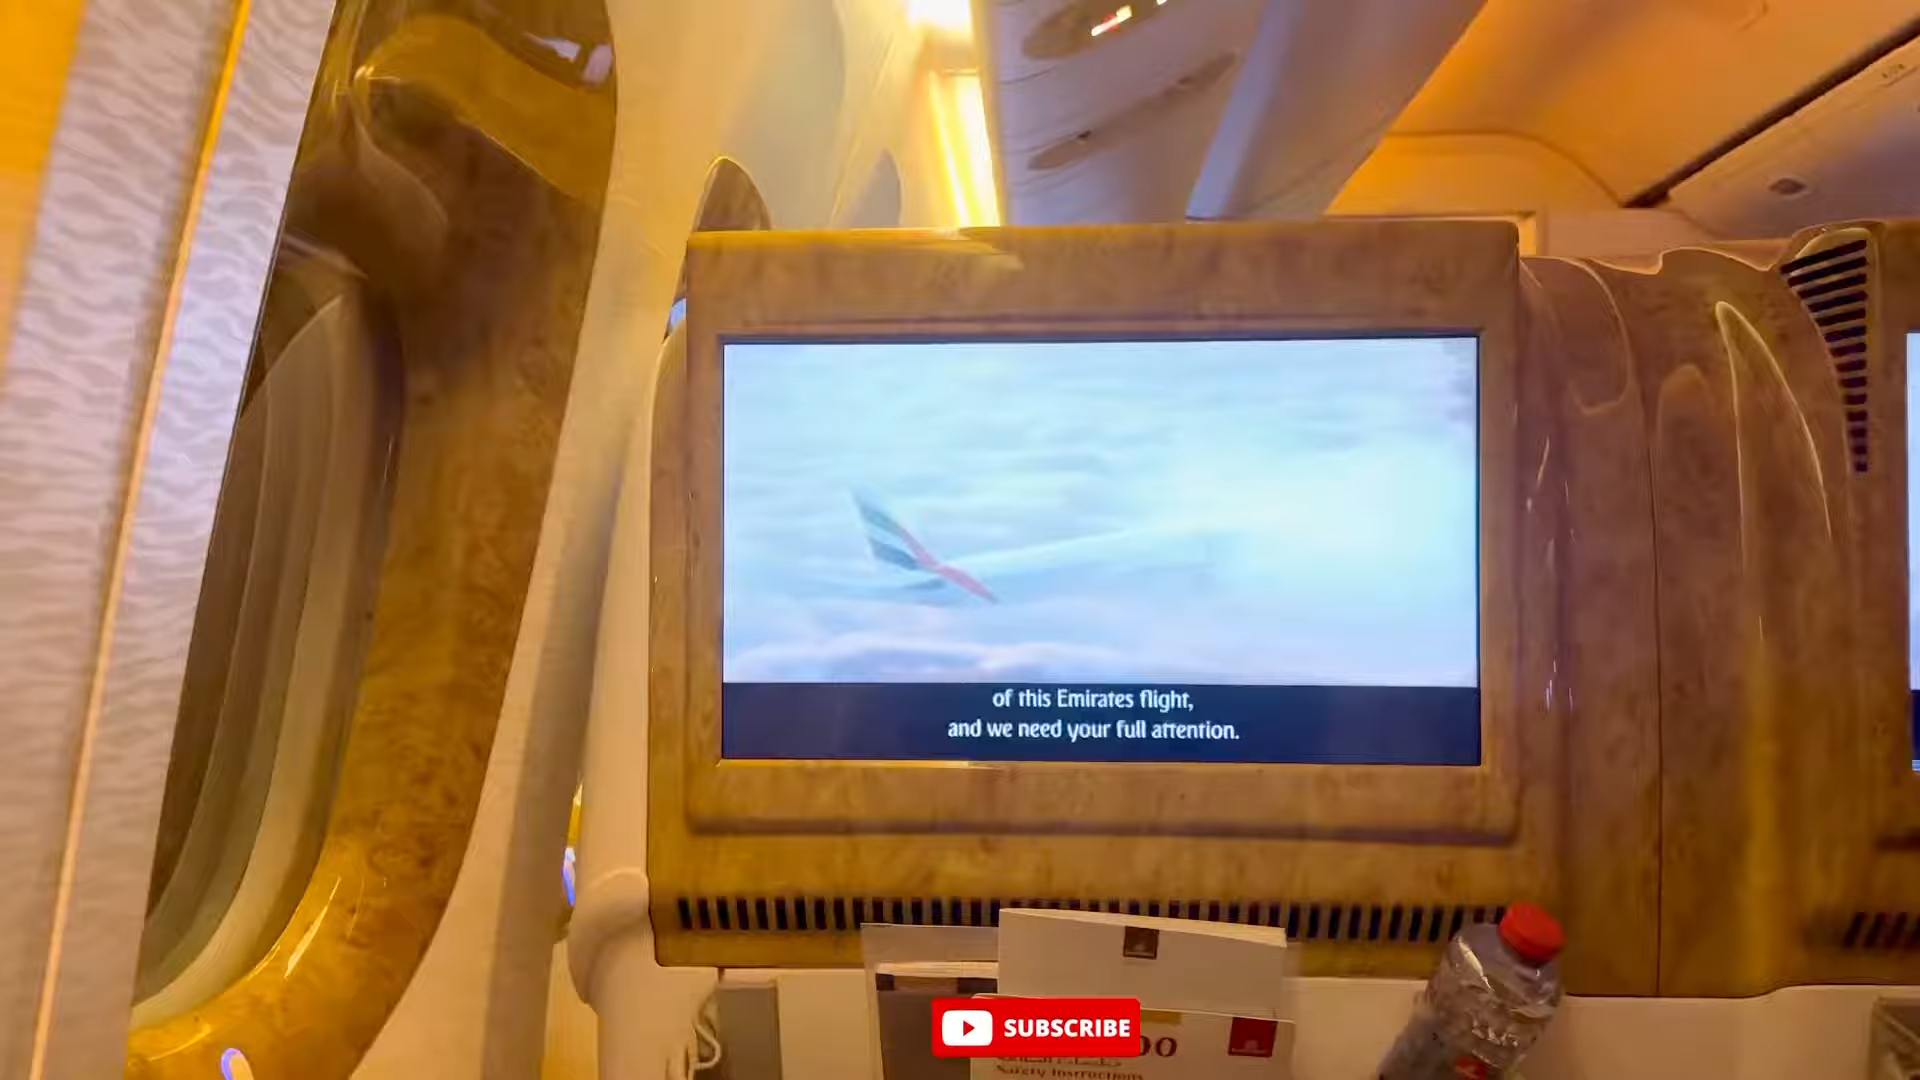 of this Emirates flight,
and we need your full attention.
SUBSCRIBE
Safety Instructions